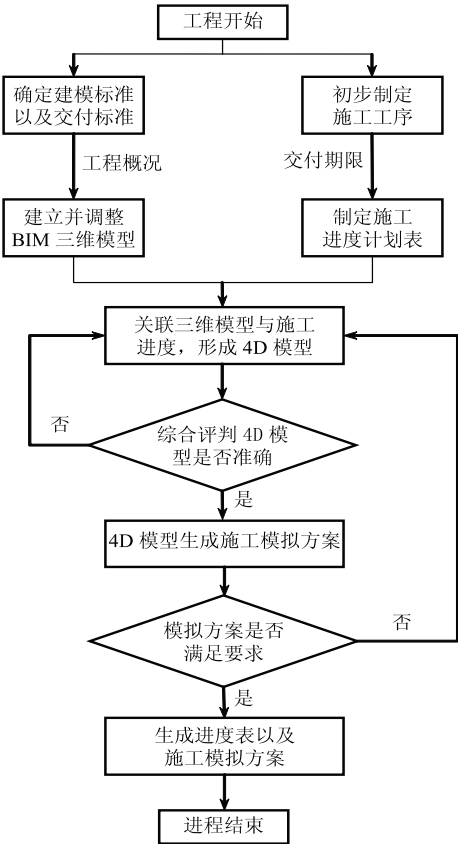 工程开始
确定建模标准
以及交付标准
初步制定
施工工序
工程概况
交付期限
建立并调整
BIM 三维模型
制定施工
进度计划表
关联三维模型与施工
进度，形成 4D 模型
否
综合评判 4D 模
型是否准确
是
4D 模型生成施工模拟方案
模拟方案是否
满足要求
否
是
生成进度表以及
施工模拟方案
进程结束